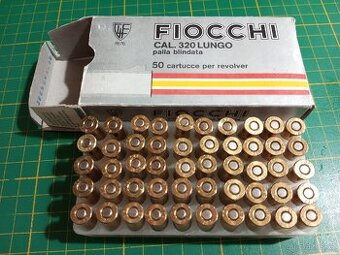 FIOCCHI
CAL. 320 LUNGO
palla blindata
50 cartucce per revolver